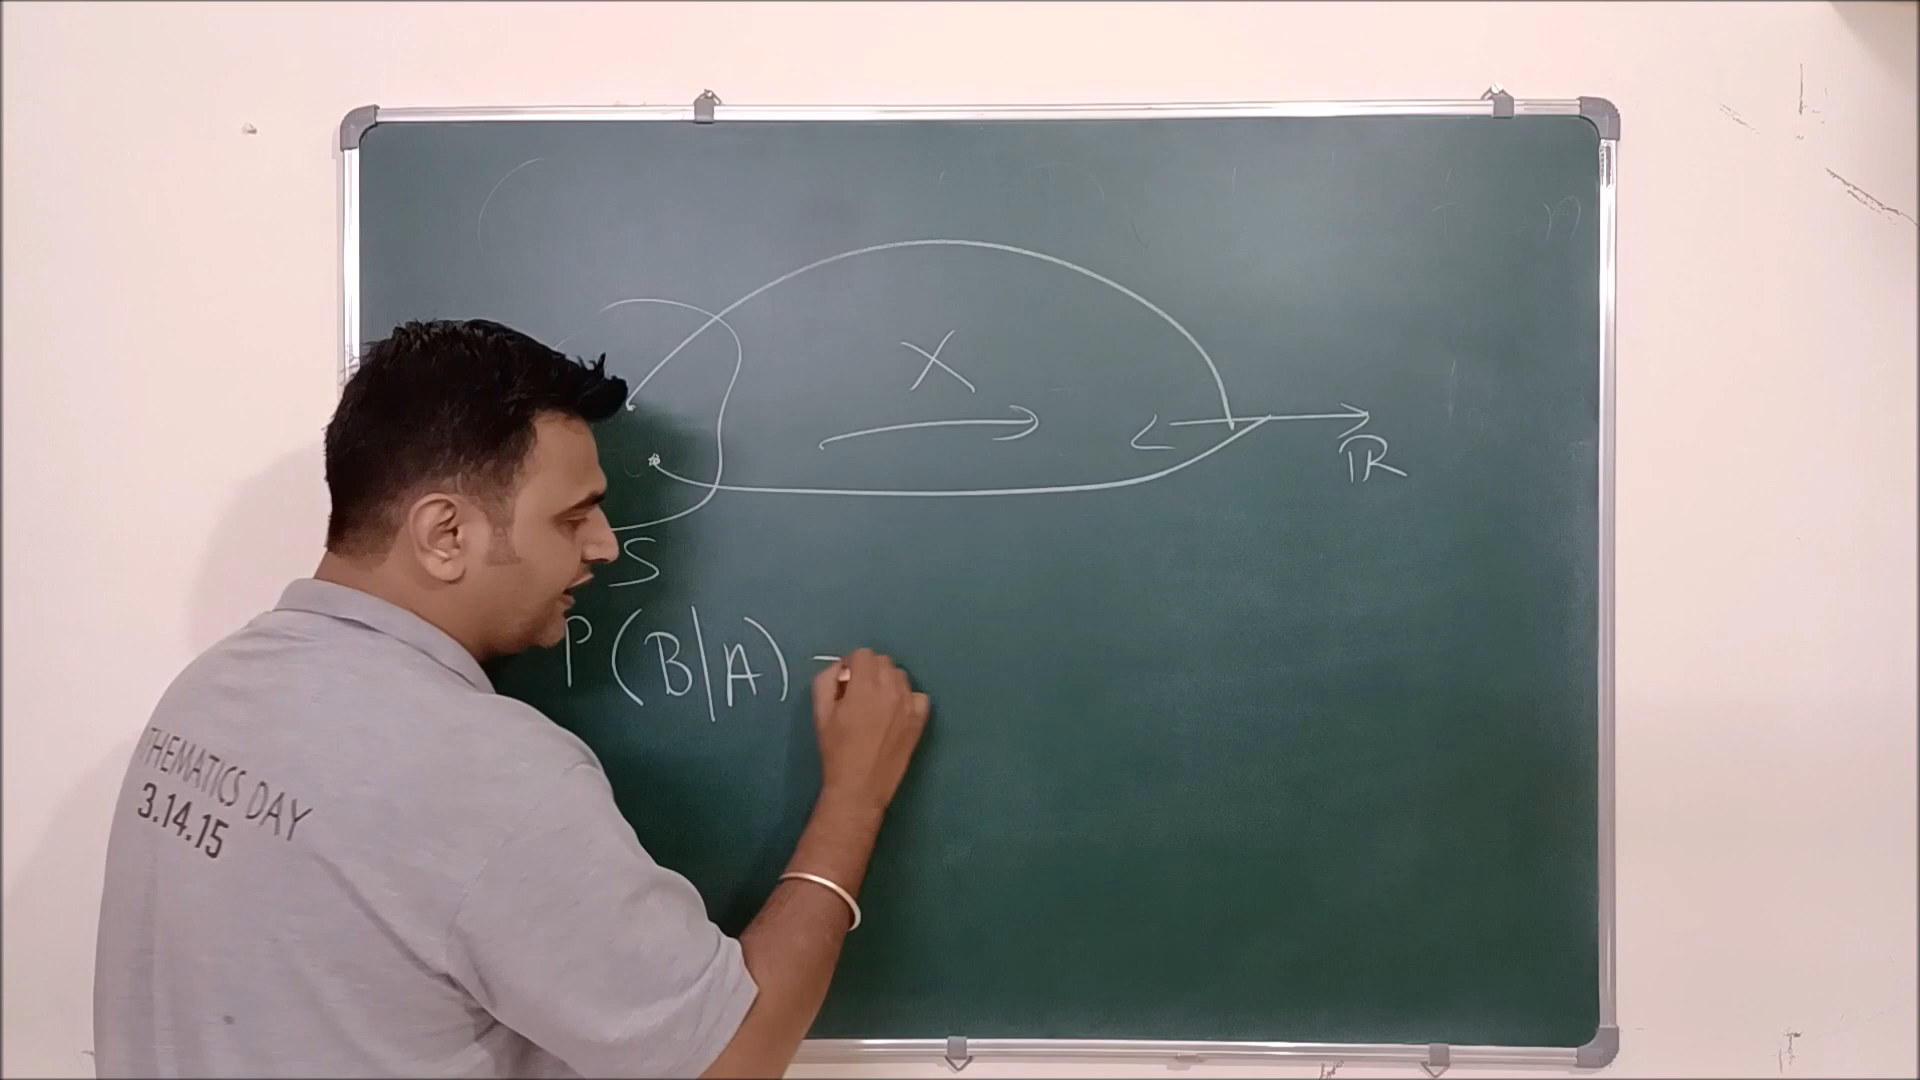 X
ℝ
S
P(B|A) =
THEMATICS DAY
3.14.15